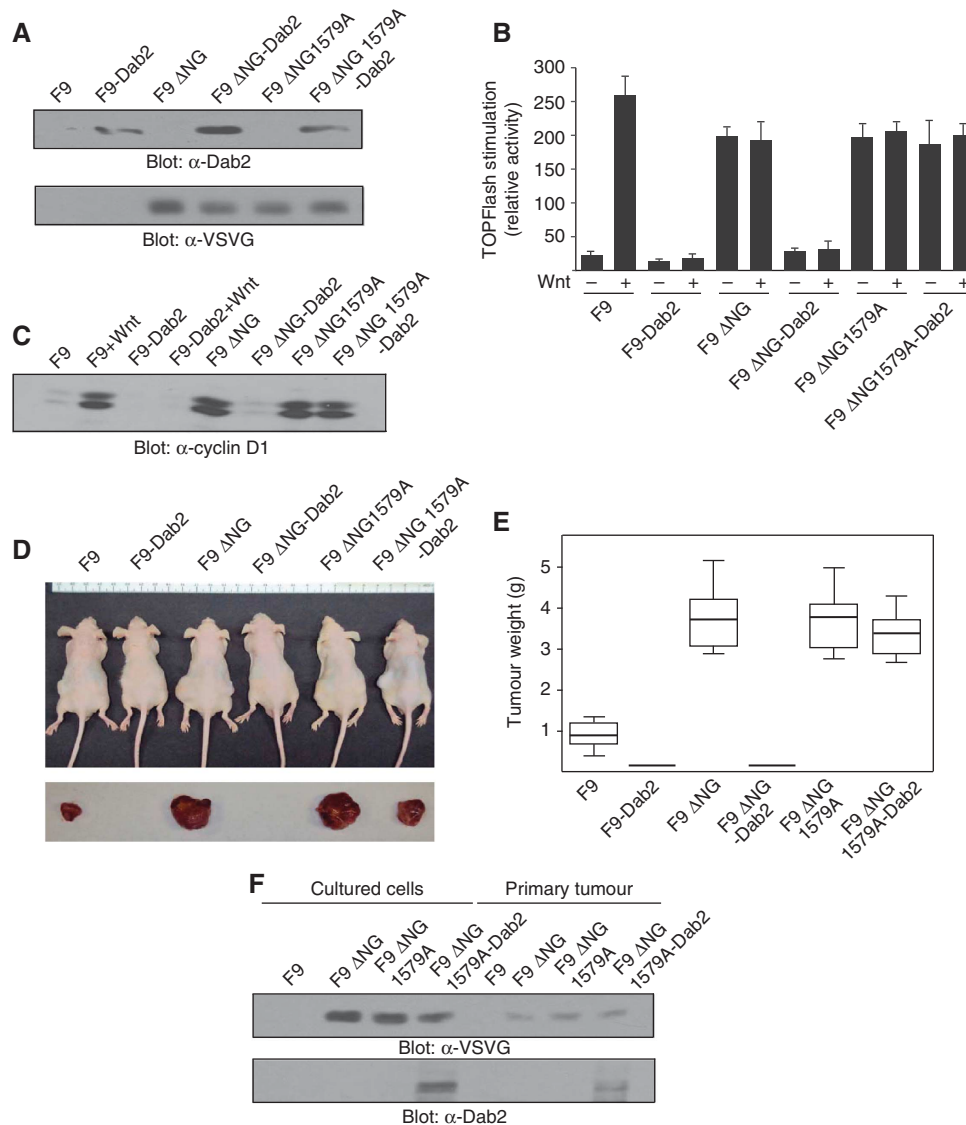 A
F9
F9-Dab2
F9 ΔNG
F9 ΔNG-Dab2
F9 ΔNG1579A
F9 ΔNG 1579A
-Dab2
Blot: α-Dab2
Blot: α-VSVG
B
TOPFlash stimulation
(relative activity)
300
250
200
150
100
50
Wnt
– + – + – + – + – + – +
F9
F9-Dab2
F9 ΔNG
F9 ΔNG-Dab2
F9 ΔNG1579A
F9 ΔNG1579A-Dab2
C
F9
F9+Wnt
F9-Dab2
F9-Dab2+Wnt
F9 ΔNG
F9 ΔNG-Dab2
F9 ΔNG1579A
F9 ΔNG 1579A
-Dab2
Blot: α-cyclin D1
D
F9
F9-Dab2
F9 ΔNG
F9 ΔNG-Dab2
F9 ΔNG1579A
F9 ΔNG 1579A
-Dab2
E
Tumour weight (g)
5
4
3
2
1
F9
F9-Dab2
F9 ΔNG
F9 ΔNG
-Dab2
F9 ΔNG
1579A
F9 ΔNG
1579A-Dab2
F
Cultured cells
Primary tumour
F9
F9 ΔNG
F9 ΔNG
1579A
F9 ΔNG
1579A-Dab2
F9
F9 ΔNG
F9 ΔNG
1579A
F9 ΔNG
1579A-Dab2
Blot: α-VSVG
Blot: α-Dab2